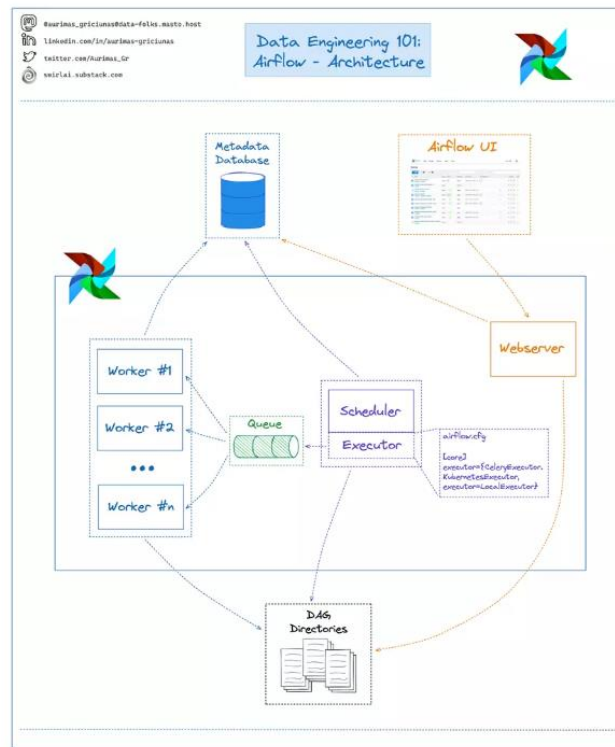 @aurimas_griciunas@data-folks.masto.host
linkedin.com/in/aurimas-griciunas
twitter.com/Aurimas_Gr
swirlai.substack.com
Data Engineering 101:
Airflow - Architecture
Metadata
Database
Airflow UI
Webserver
Worker #1
Worker #2
...
Worker #n
Queue
Scheduler
Executor
airflow.cfg
[core]
executor={CeleryExecutor,
KubernetesExecutor,
executor=LocalExecutor}
DAG
Directories